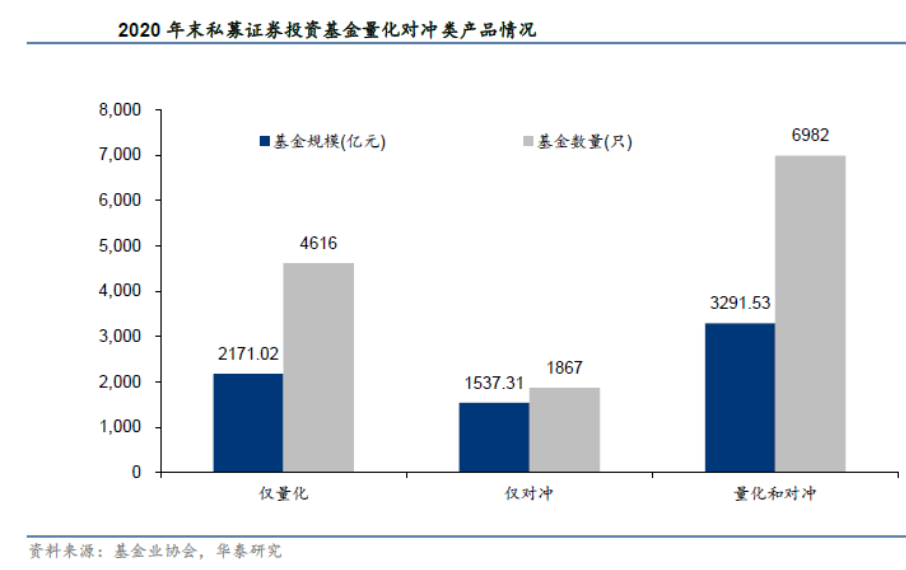 2020 年末私募证券投资基金量化对冲类产品情况
8,000
7,000
6,000
5,000
4,000
3,000
2,000
1,000
0
基金规模(亿元)
基金数量(只)
2171.02
4616
1537.31
1867
3291.53
6982
仅量化
仅对冲
量化和对冲
资料来源：基金业协会，华泰研究